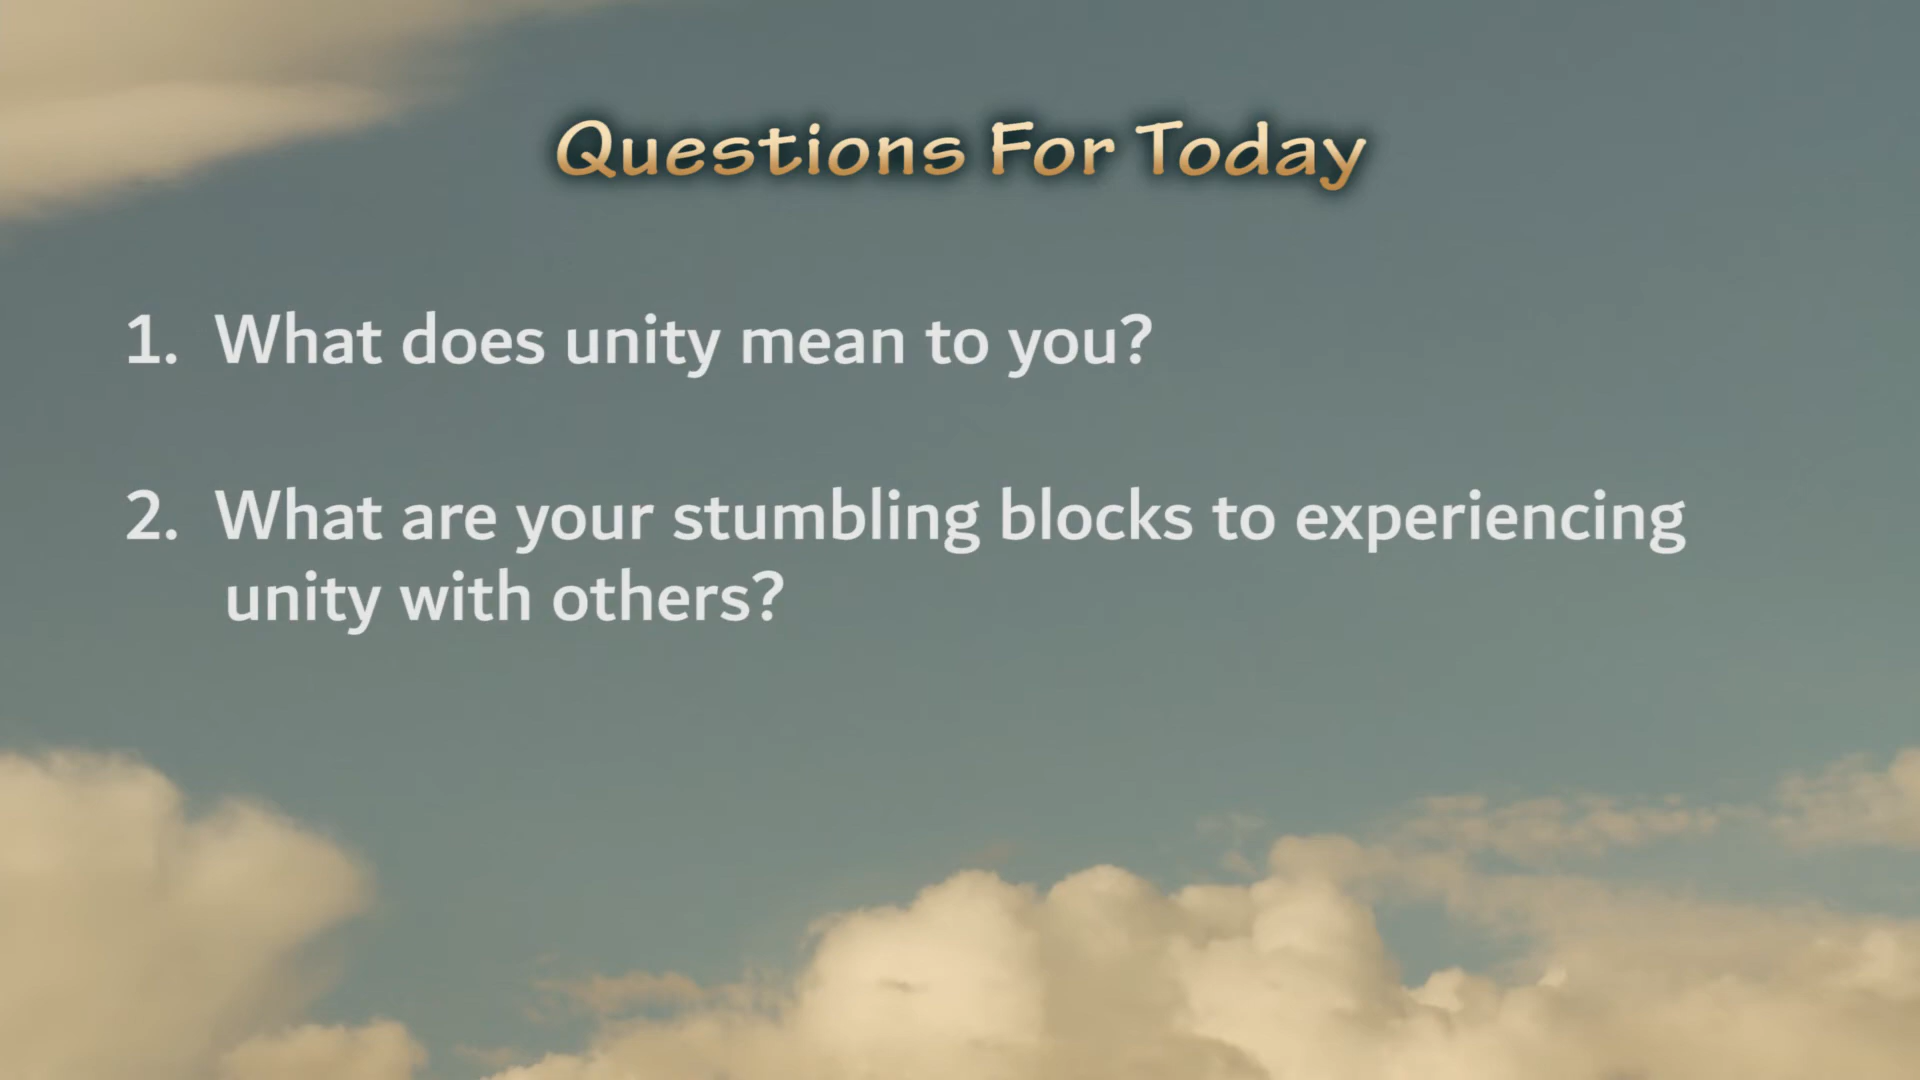 Questions For Today
1. What does unity mean to you?
2. What are your stumbling blocks to experiencing
unity with others?